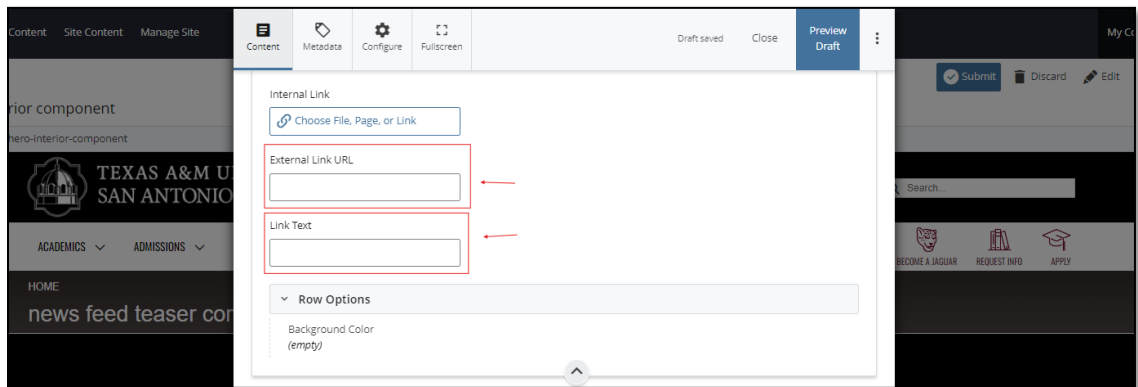 Content Site Content Manage Site
Content Metadata Configure Fullscreen
Draft saved Close Preview Draft
My Co
Submit Discard Edit
rior component
hero-interior-component
Internal Link
Choose File, Page, or Link
External Link URL
Link Text
TEXAS A&M U
SAN ANTONIO
Search...
ACADEMICS ADMISSIONS
BECOME A JAGUAR REQUEST INFO APPLY
HOME
news feed teaser cor
Row Options
Background Color
(empty)